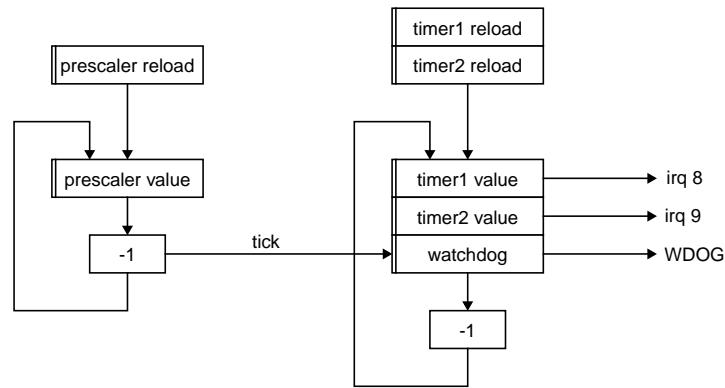 timer1 reload
prescaler reload
timer2 reload
prescaler value
timer1 value
irq 8
timer2 value
irq 9
-1
tick
watchdog
WDOG
-1